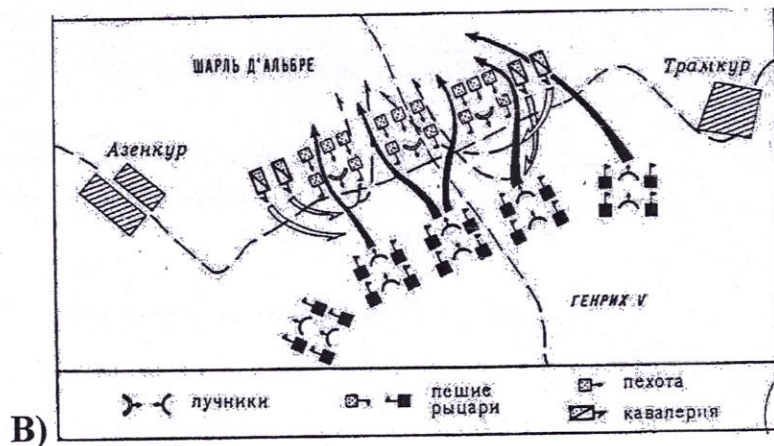 ШАРЛЬ Д'АЛЬБРЕ
Трамкур
Азенкур
ГЕНРИХ V
лучники
пешие
рыцари
пехота
кавалерия
В)